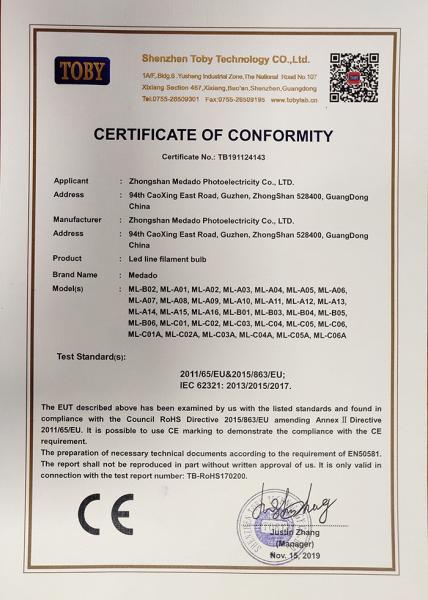 TOBY
Shenzhen Toby Technology CO.,Ltd.
1A/F,Bldg.6 .Yusheng Industrial Zone,The National Road No.107
Xixiang Section 467,Xixiang,Bao'an,Shenzhen,Guangdong
Tel:0755-26509301 Fax:0755-26509195 www.tobylab.cn
CERTIFICATE OF CONFORMITY
Certificate No.: TB191124143
Applicant : Zhongshan Medado Photoelectricity Co., LTD.
Address : 94th CaoXing East Road, Guzhen, ZhongShan 528400, GuangDong
China
Manufacturer : Zhongshan Medado Photoelectricity Co., LTD.
Address : 94th CaoXing East Road, Guzhen, ZhongShan 528400, GuangDong
China
Product : Led line filament bulb
Brand Name : Medado
Model(s) : ML-B02, ML-A01, ML-A02, ML-A03, ML-A04, ML-A05, ML-A06,
ML-A07, ML-A08, ML-A09, ML-A10, ML-A11, ML-A12, ML-A13,
ML-A14, ML-A15, ML-A16, ML-B01, ML-B03, ML-B04, ML-B05,
ML-B06, ML-C01, ML-C02, ML-C03, ML-C04, ML-C05, ML-C06,
ML-C01A, ML-C02A, ML-C03A, ML-C04A, ML-C05A, ML-C06A
Test Standard(s):
2011/65/EU&2015/863/EU;
IEC 62321: 2013/2015/2017.
The EUT described above has been examined by us with the listed standards and found in
compliance with the Council RoHS Directive 2015/863/EU amending Annex Ⅱ Directive
2011/65/EU. It is possible to use CE marking to demonstrate the compliance with the CE
requirement.
The preparation of necessary technical documents according to the requirement of EN50581.
The report shall not be reproduced in part without written approval of us. It is only valid in
connection with the test report number: TB-RoHS170200.
CE
Justin Zhang
(Manager)
Nov. 15, 2019